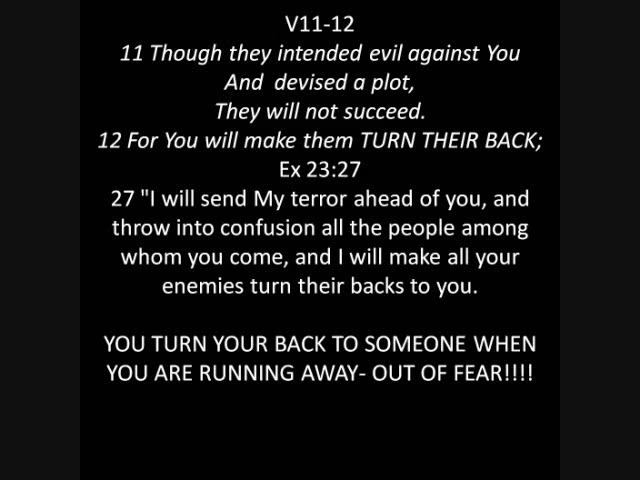 V11-12
11 Though they intended evil against You
And  devised a plot,
They will not succeed.
12 For You will make them TURN THEIR BACK;
Ex 23:27
27 "I will send My terror ahead of you, and
throw into confusion all the people among
whom you come, and I will make all your
enemies turn their backs to you.
YOU TURN YOUR BACK TO SOMEONE WHEN
YOU ARE RUNNING AWAY- OUT OF FEAR!!!!